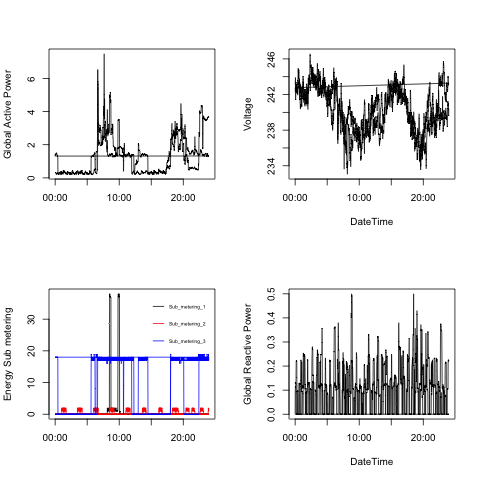 Global Active Power
0 2 4 6
00:00 10:00 20:00
Voltage
234 238 242 246
00:00 10:00 20:00
DateTime
Energy Sub metering
0 10 20 30
Sub_metering_1
Sub_metering_2
Sub_metering_3
00:00 10:00 20:00
Global Reactive Power
0.0 0.1 0.2 0.3 0.4 0.5
00:00 10:00 20:00
DateTime